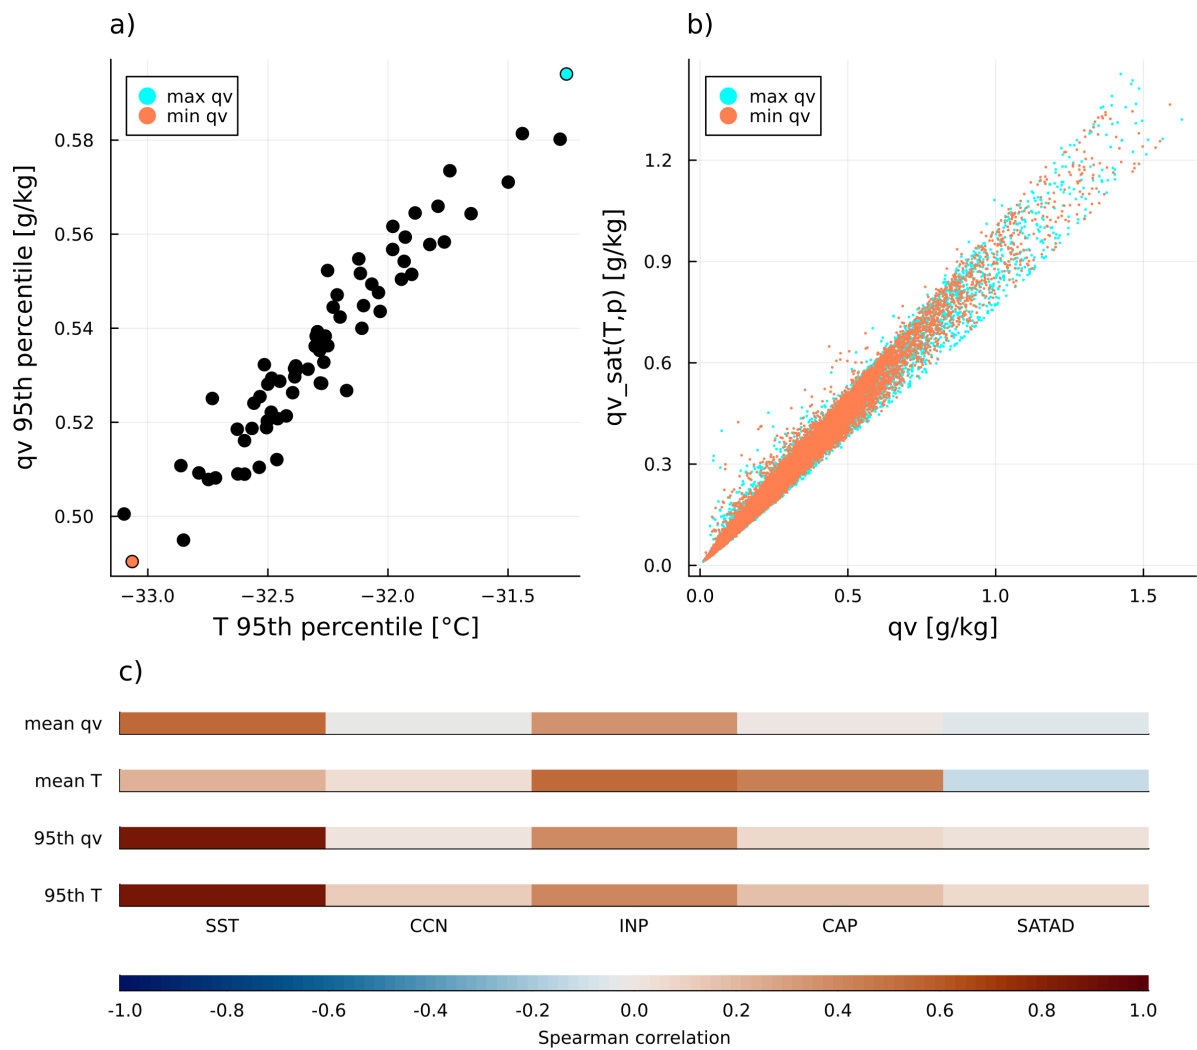 a)
max qv
min qv
0.58
0.56
0.54
0.52
0.50
−33.0 −32.5 −32.0 −31.5
T 95th percentile [°C]
qv 95th percentile [g/kg]
b)
max qv
min qv
1.2
0.9
0.6
0.3
0.0
0.0 0.5 1.0 1.5
qv [g/kg]
qv_sat(T,p) [g/kg]
c)
mean qv
mean T
95th qv
95th T
SST CCN INP CAP SATAD
-1.0 -0.8 -0.6 -0.4 -0.2 0.0 0.2 0.4 0.6 0.8 1.0
Spearman correlation